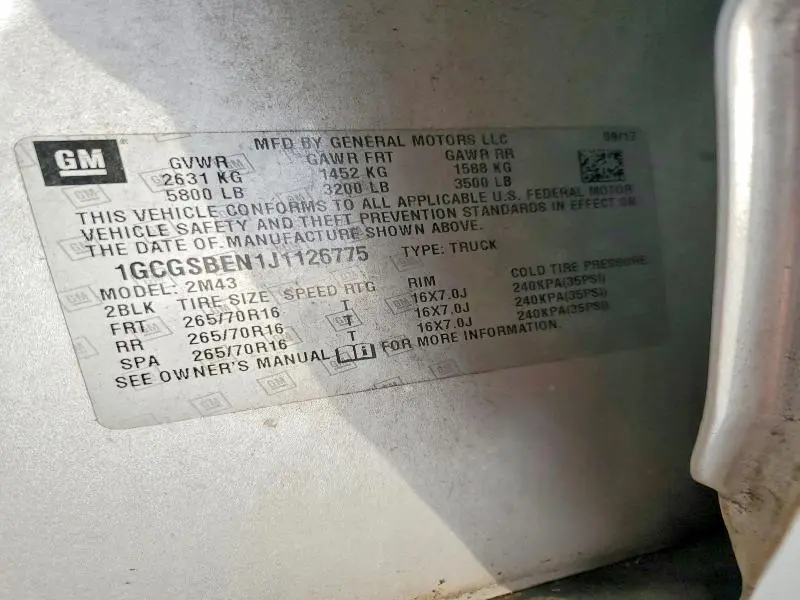 GM
MFD BY GENERAL MOTORS LLC 08/17
GVWR GAWR FRT GAWR RR
2631 KG 1452 KG 1588 KG
5800 LB 3200 LB 3500 LB
THIS VEHICLE CONFORMS TO ALL APPLICABLE U.S. FEDERAL MOTOR
VEHICLE SAFETY AND THEFT PREVENTION STANDARDS IN EFFECT ON
THE DATE OF MANUFACTURE SHOWN ABOVE.
1GCGSBEN1J1126775 TYPE: TRUCK
MODEL: 2M43
2BLK TIRE SIZE SPEED RTG RIM COLD TIRE PRESSURE
FRT 265/70R16 T 16X7.0J 240KPA(35PSI)
RR 265/70R16 T 16X7.0J 240KPA(35PSI)
SPA 265/70R16 T 16X7.0J 240KPA(35PSI)
SEE OWNER'S MANUAL FOR MORE INFORMATION.